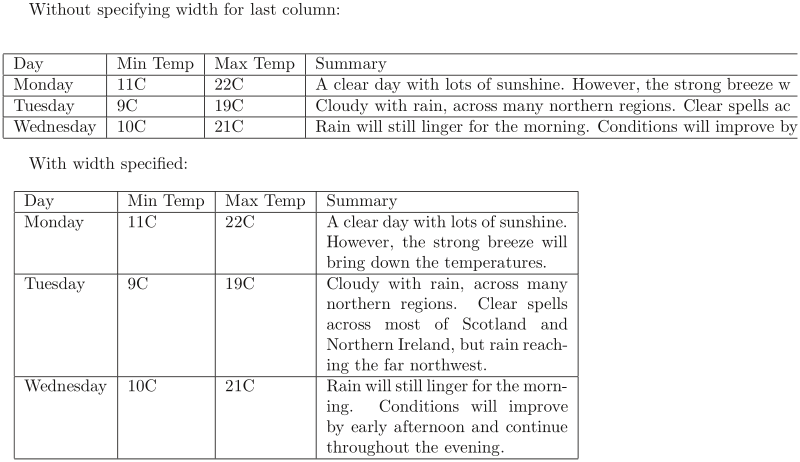 Without specifying width for last column:
Day Min Temp Max Temp Summary
Monday 11C 22C A clear day with lots of sunshine. However, the strong breeze w
Tuesday 9C 19C Cloudy with rain, across many northern regions. Clear spells ac
Wednesday 10C 21C Rain will still linger for the morning. Conditions will improve by
With width specified:
Day Min Temp Max Temp Summary
Monday 11C 22C A clear day with lots of sunshine.
However, the strong breeze will
bring down the temperatures.
Tuesday 9C 19C Cloudy with rain, across many
northern regions. Clear spells
across most of Scotland and
Northern Ireland, but rain reach-
ing the far northwest.
Wednesday 10C 21C Rain will still linger for the morn-
ing. Conditions will improve
by early afternoon and continue
throughout the evening.